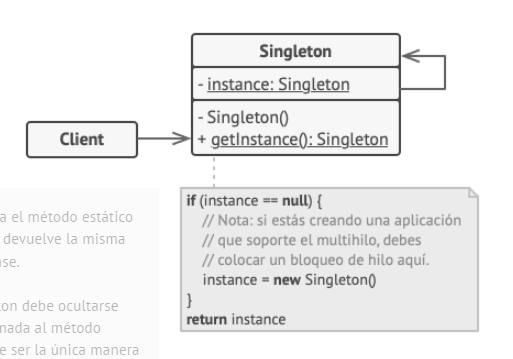 Singleton
- instance: Singleton
- Singleton()
+ getInstance(): Singleton
Client
if (instance == null) {
// Nota: si estás creando una aplicación
// que soporte el multihilo, debes
// colocar un bloqueo de hilo aquí.
instance = new Singleton()
}
return instance
a el método estático
devuelve la misma
se.
ton debe ocultarse
mada al método
e ser la única manera